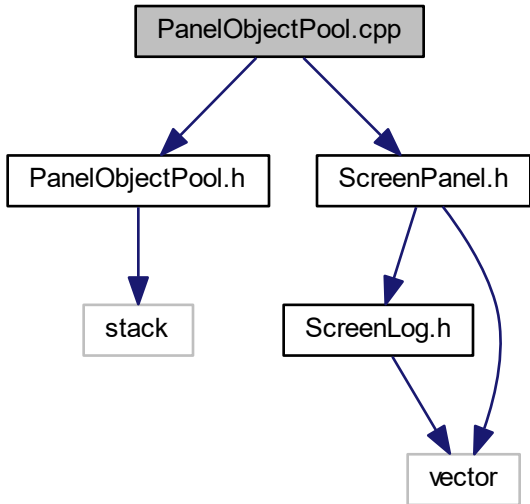 PanelObjectPool.cpp
PanelObjectPool.h
ScreenPanel.h
stack
ScreenLog.h
vector